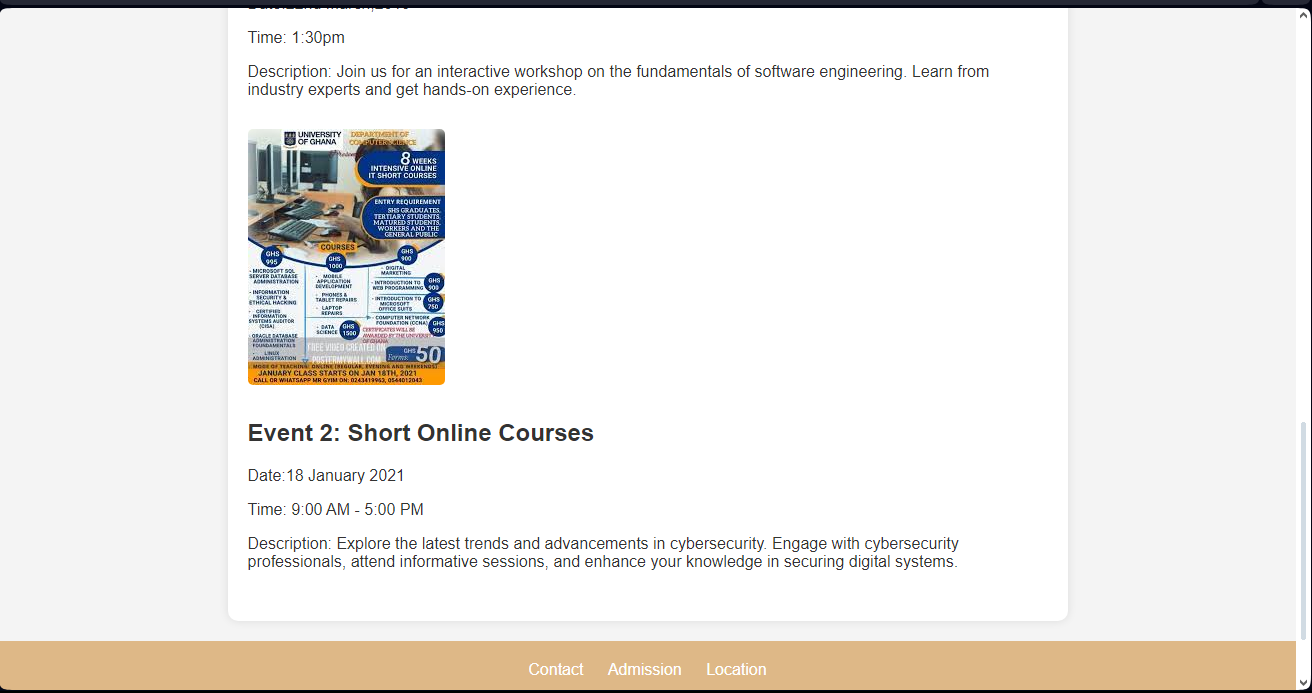 Time: 1:30pm
Description: Join us for an interactive workshop on the fundamentals of software engineering. Learn from
industry experts and get hands-on experience.
UNIVERSITY
OF GHANA
DEPARTMENT OF
COMPUTER SCIENCE
8 WEEKS
INTENSIVE ONLINE
IT SHORT COURSES
ENTRY REQUIREMENT
SHS GRADUATES,
TERTIARY STUDENTS,
MATURED STUDENTS,
WORKERS AND THE
GENERAL PUBLIC
COURSES
GHS
995
- MICROSOFT SQL
SERVER DATABASE
ADMINISTRATION
- INFORMATION
SECURITY &
ETHICAL HACKING
- CERTIFIED
INFORMATION
SYSTEMS AUDITOR
(CISA)
- ORACLE DATABASE
ADMINISTRATION
FOUNDAMENTALS
- LINUX
ADMINISTRATION
GHS
1000
- MOBILE
APPLICATION
DEVELOPMENT
- PHONES &
TABLET REPAIRS
- LAPTOP
REPAIRS
- DATA
SCIENCE
GHS
1500
GHS
900
- DIGITAL
MARKETING
- INTRODUCTION TO
WEB PROGRAMMING
GHS
900
- INTRODUCTION TO
MICROSOFT
OFFICE SUITS
GHS
750
- COMPUTER NETWORK
FOUNDATION (CCNA)
GHS
950
CERTIFICATES WILL BE
AWARDED BY THE UNIVERSITY
OF GHANA
FREE VIDEO CREATED ON
POSTERMYWALL.COM
Forms: GHS 50
MODE OF TEACHING: ONLINE (REGULAR, EVENING AND WEEKENDS)
JANUARY CLASS STARTS ON JAN 18TH, 2021
CALL OR WHATSAPP MR GYIM ON: 0243419963, 0544012043
Event 2: Short Online Courses
Date:18 January 2021
Time: 9:00 AM - 5:00 PM
Description: Explore the latest trends and advancements in cybersecurity. Engage with cybersecurity
professionals, attend informative sessions, and enhance your knowledge in securing digital systems.
Contact Admission Location